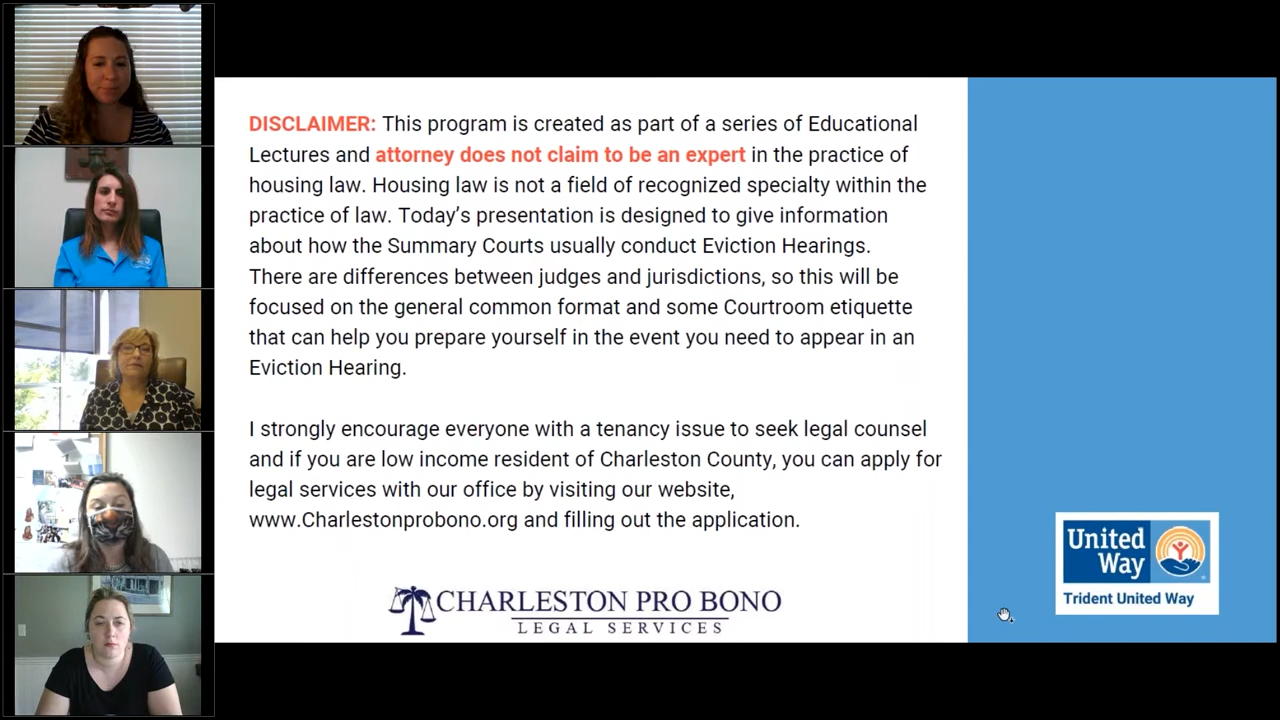 DISCLAIMER: This program is created as part of a series of Educational
Lectures and attorney does not claim to be an expert in the practice of
housing law. Housing law is not a field of recognized specialty within the
practice of law. Today's presentation is designed to give information
about how the Summary Courts usually conduct Eviction Hearings.
There are differences between judges and jurisdictions, so this will be
focused on the general common format and some Courtroom etiquette
that can help you prepare yourself in the event you need to appear in an
Eviction Hearing.
I strongly encourage everyone with a tenancy issue to seek legal counsel
and if you are low income resident of Charleston County, you can apply for
legal services with our office by visiting our website,
www.Charlestonprobono.org and filling out the application.
CHARLESTON PRO BONO
LEGAL SERVICES
United
Way
Trident United Way